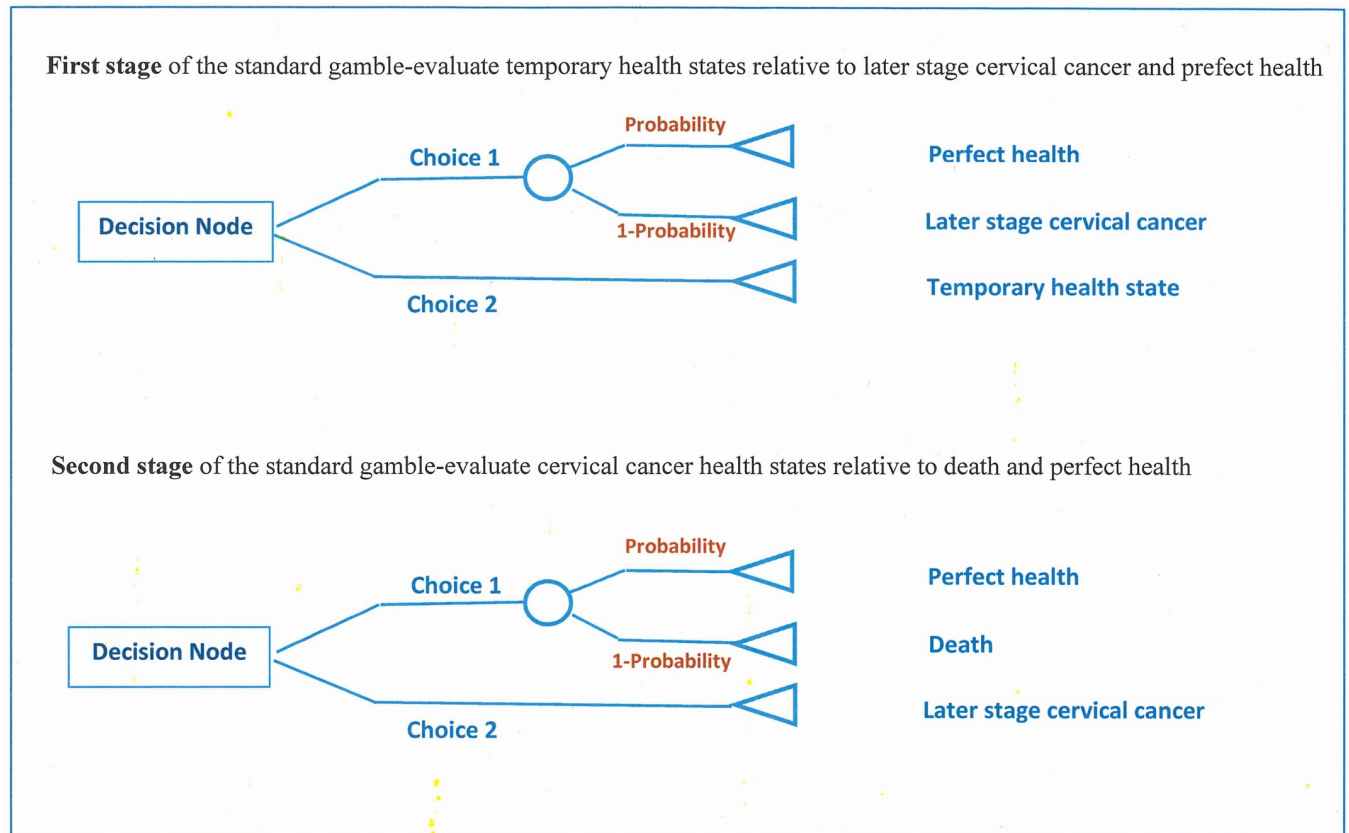 First stage of the standard gamble-evaluate temporary health states relative to later stage cervical cancer and prefect health
Probability
Choice 1
Perfect health
Decision Node
1-Probability
Later stage cervical cancer
Choice 2
Temporary health state
Second stage of the standard gamble-evaluate cervical cancer health states relative to death and perfect health
Probability
Choice 1
Perfect health
Decision Node
1-Probability
Death
Choice 2
Later stage cervical cancer